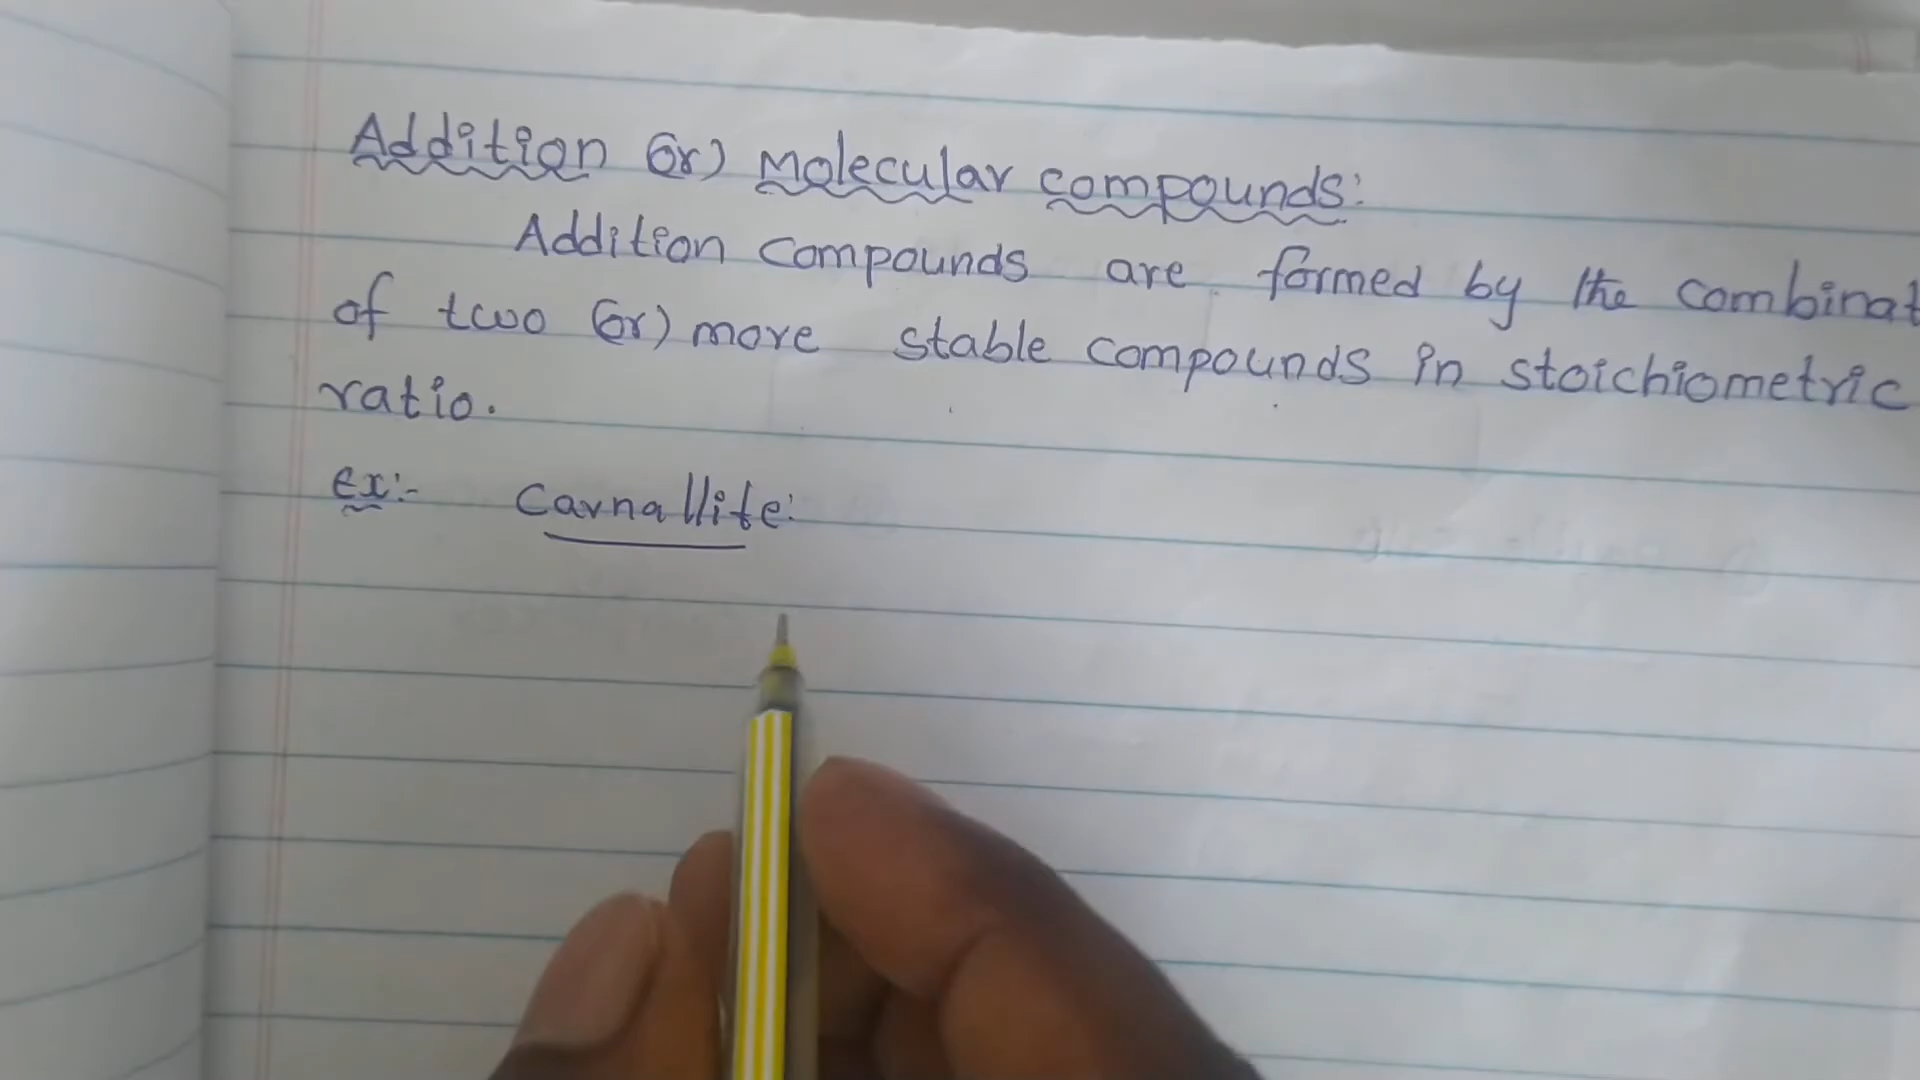 Addition (or) Molecular compounds:
Addition compounds are formed by the combinat
of two (or) more stable compounds in stoichiometric
ratio.
ex:- Carnallite: